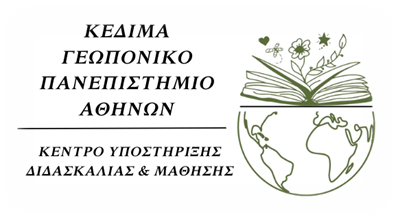 ΚΕΔΙΜΑ
ΓΕΩΠΟΝΙΚΟ
ΠΑΝΕΠΙΣΤΗΜΙΟ
ΑΘΗΝΩΝ
ΚΕΝΤΡΟ ΥΠΟΣΤΗΡΙΞΗΣ
ΔΙΔΑΣΚΑΛΙΑΣ & ΜΑΘΗΣΗΣ